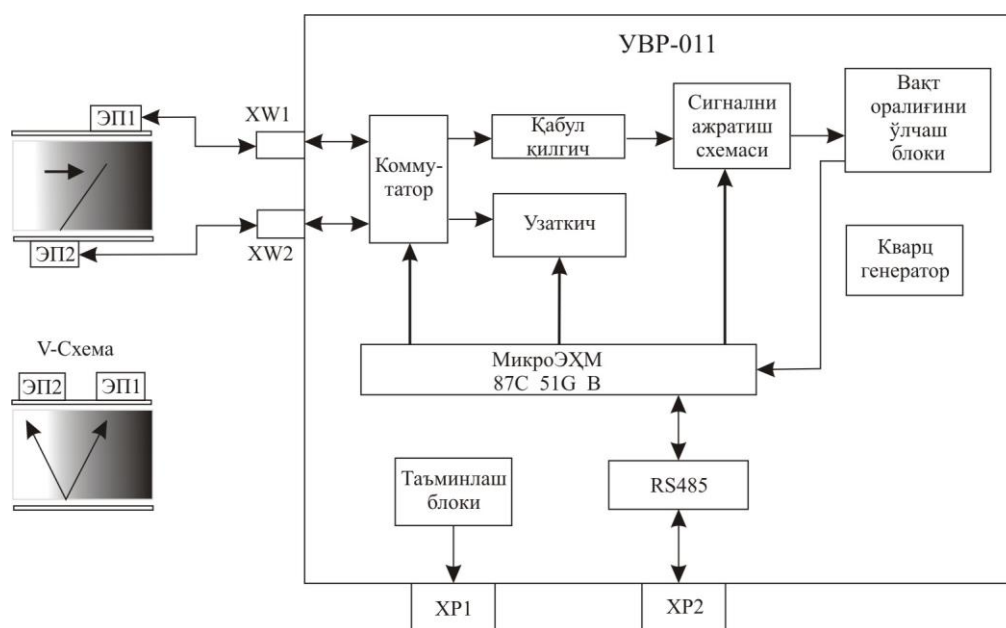 УВР-011
ЭП1
XW1
Комму-
татор
Қабул
қилгич
Сигнални
ажратиш
схемаси
Вақт
оралиғини
ўлчаш
блоки
ЭП2
XW2
Узаткич
Кварц
генератор
V-Схема
ЭП2
ЭП1
МикроЭҲМ
87C 51G B
Таъминлаш
блоки
RS485
XP1
XP2